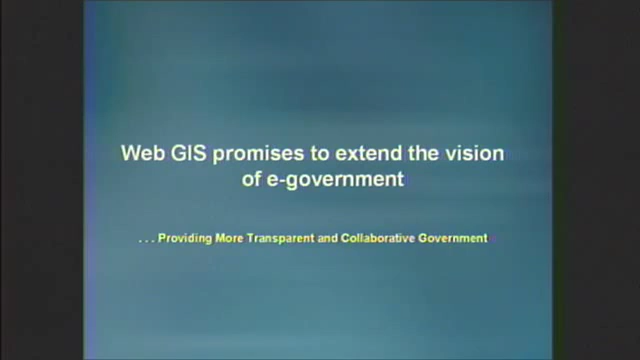 Web GIS promises to extend the vision
of e-government
. . . Providing More Transparent and Collaborative Government